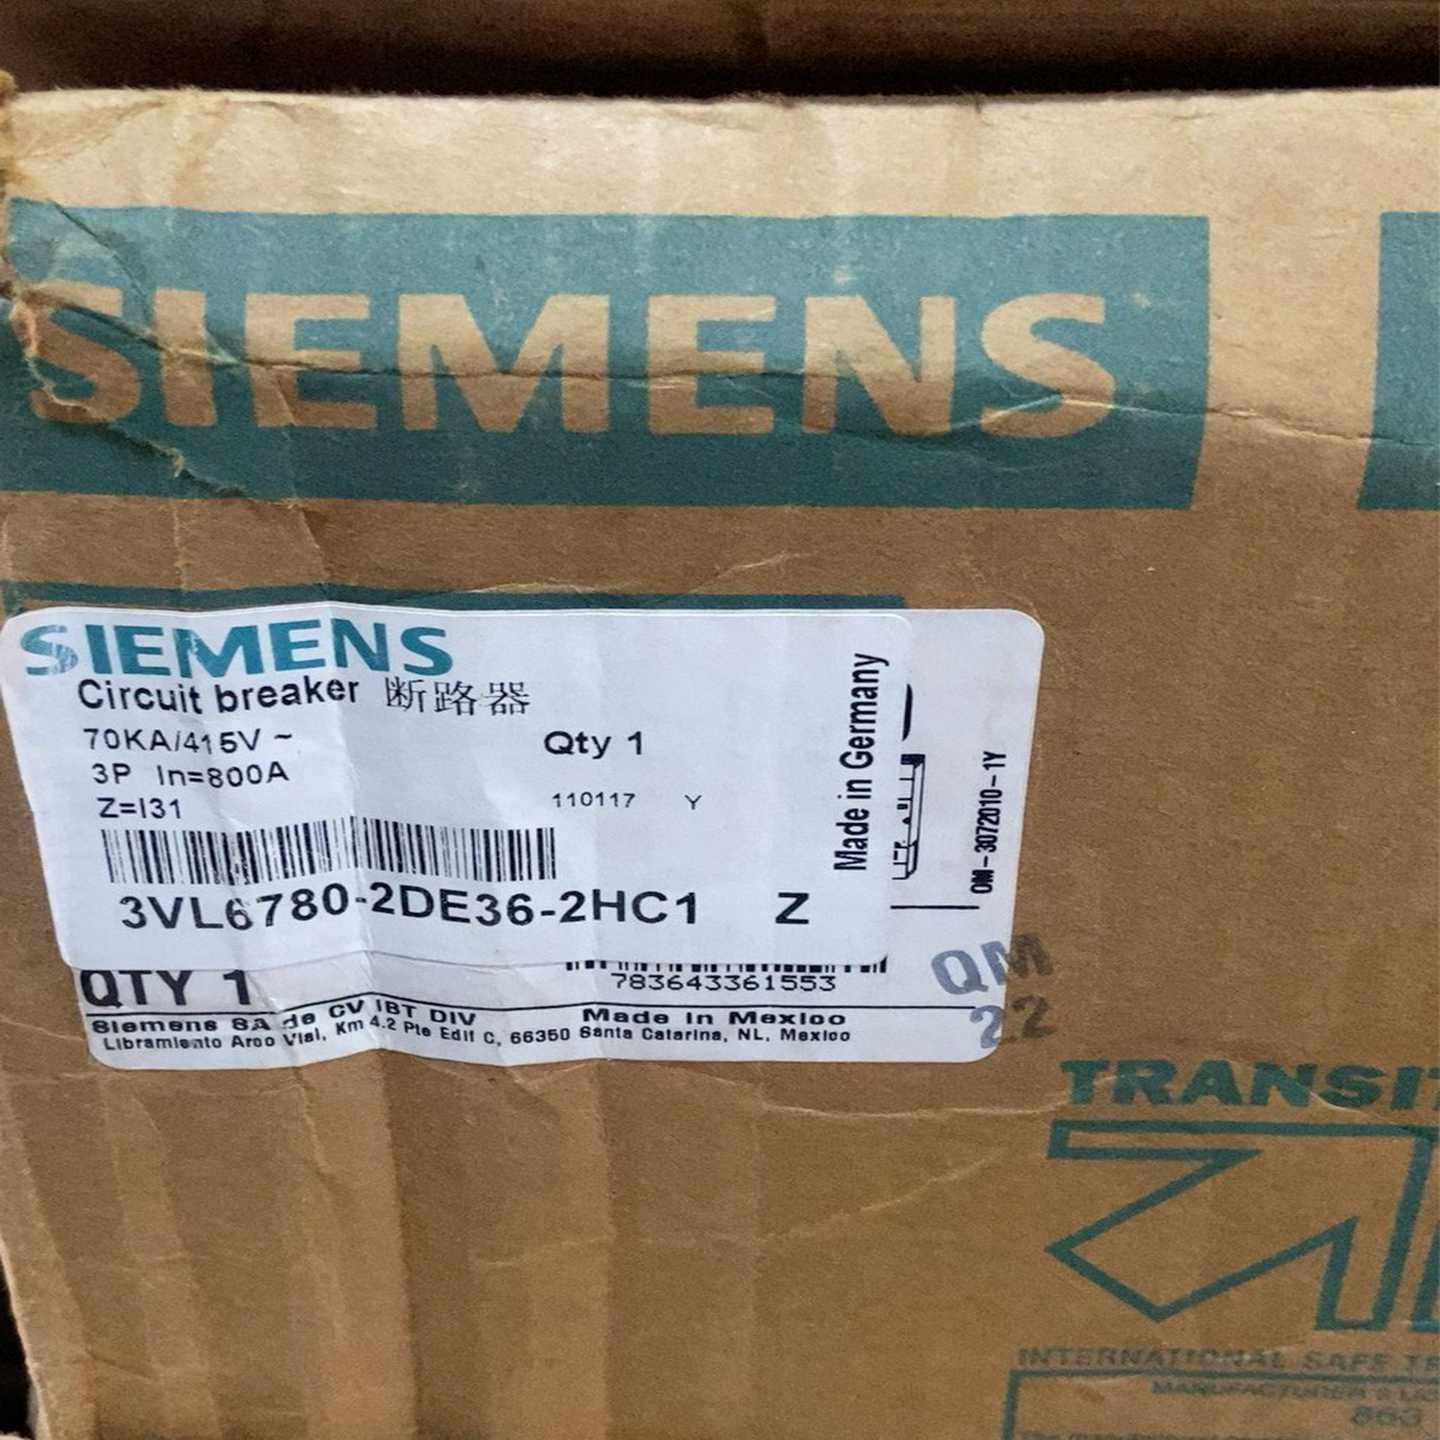 SIEMENS
SIEMENS
Circuit breaker 断路器
70KA/415V ~
Qty 1
3P In=800A
Z=I31
110117 Y
3VL6780-2DE36-2HC1 Z
Made in Germany
OM-3072010-1Y
QTY 1
783643361553
Siemens SA de CV IBT DIV
Made in Mexico
Libramiento Arco Vial, Km 4.2 Pte Edif C, 66350 Santa Catarina, NL, Mexico
QM
22
TRANSIT
INTERNATIONAL SAFE
MANUFACTURER'S
863